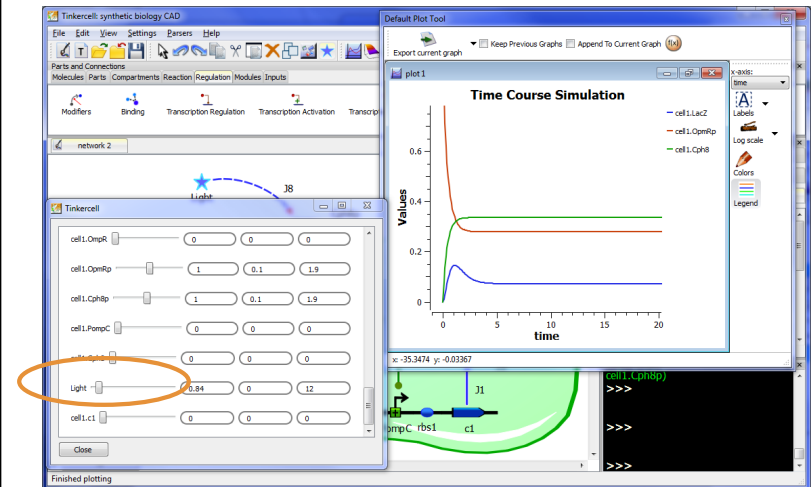 Tinkercell: synthetic biology CAD
File Edit View Settings Parsers Help
Parts and Connections
Molecules Parts Compartments Reaction Regulation Modules Inputs
Modifiers Binding Transcription Regulation Transcription Activation
network 2
Light
J8
Default Plot Tool
Export current graph Keep Previous Graphs Append To Current Graph f(x)
plot 1
Time Course Simulation
cell1.LacZ
cell1.OpmRp
cell1.Cph8
Values
0.6
0.4
0.2
0
0 5 10 15 20
time
x: -35.3474 y: -0.03367
x-axis:
time
Labels
Log scale
Colors
Legend
Tinkercell
cell1.OmpR 0 0 0
cell1.OpmRp 1 0.1 1.9
cell1.Cph8p 1 0.1 1.9
cell1.PompC 0 0 0
0 0 0
Light 0.84 0 12
cell1.c1 0 0 0
Close
J1
ompC rbs1 c1
cell1.Cph8p)
>>>
>>>
>>>
Finished plotting